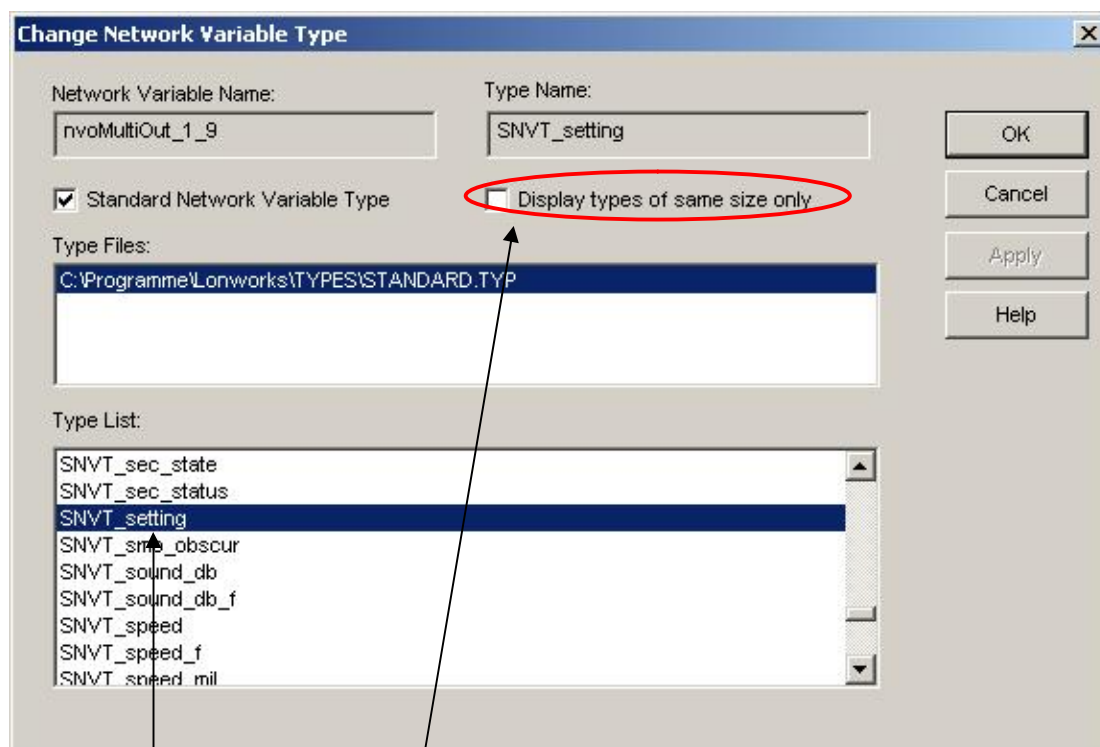 Change Network Variable Type
Network Variable Name:
Type Name:
nvoMultiOut_1_9
SNVT_setting
OK
Standard Network Variable Type
Display types of same size only
Cancel
Type Files:
Apply
C:\Programme\Lonworks\TYPES\STANDARD.TYP
Help
Type List:
SNVT_sec_state
SNVT_sec_status
SNVT_setting
SNVT_smo_obscur
SNVT_sound_db
SNVT_sound_db_f
SNVT_speed
SNVT_speed_f
SNVT_speed_mil